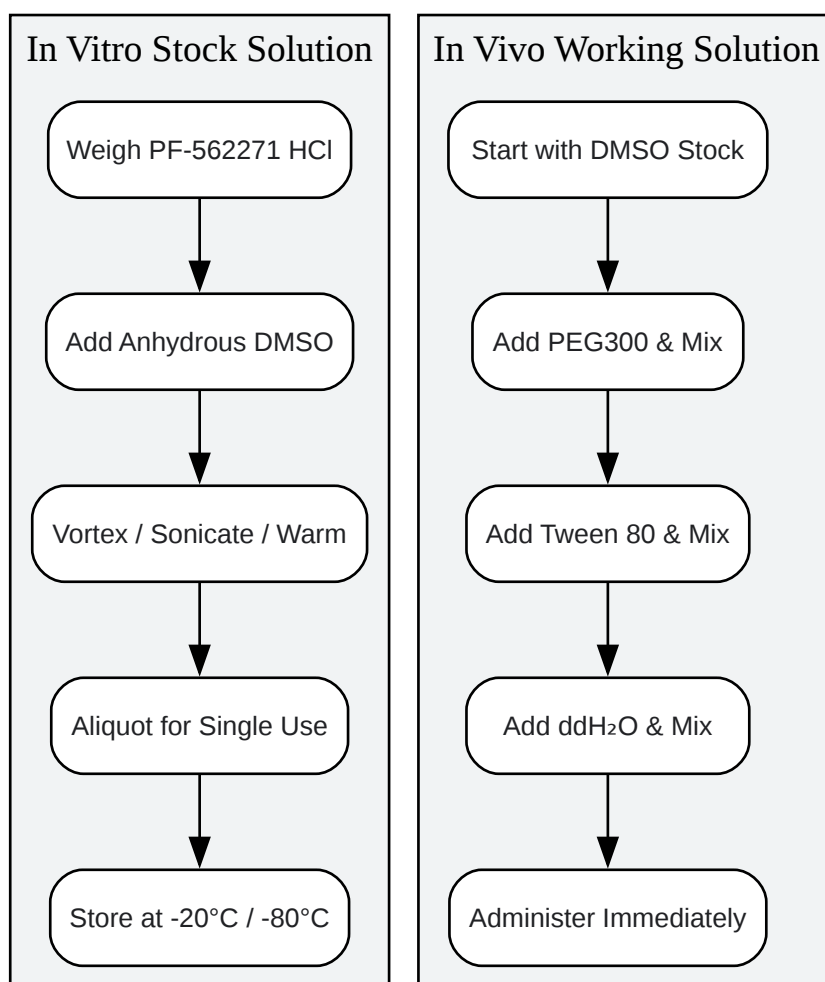 In Vitro Stock Solution
Weigh PF-562271 HCl
Add Anhydrous DMSO
Vortex / Sonicate / Warm
Aliquot for Single Use
Store at -20°C / -80°C
In Vivo Working Solution
Start with DMSO Stock
Add PEG300 & Mix
Add Tween 80 & Mix
Add ddH₂O & Mix
Administer Immediately